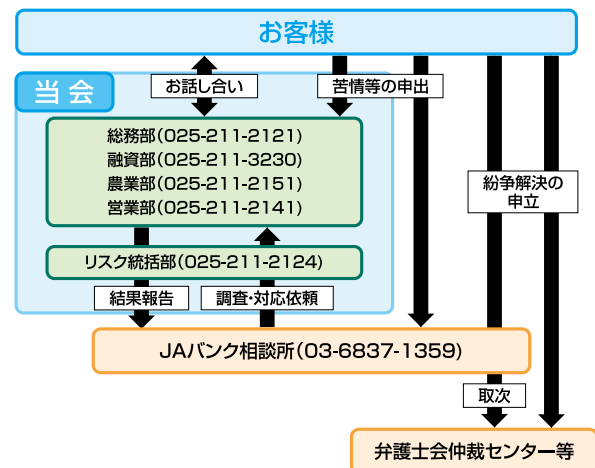 お客様
当会
お話し合い
苦情等の申出
総務部(025-211-2121)
融資部(025-211-3230)
農業部(025-211-2151)
営業部(025-211-2141)
紛争解決の
申立
リスク統括部(025-211-2124)
結果報告
調査・対応依頼
JAバンク相談所(03-6837-1359)
取次
弁護士会仲裁センター等